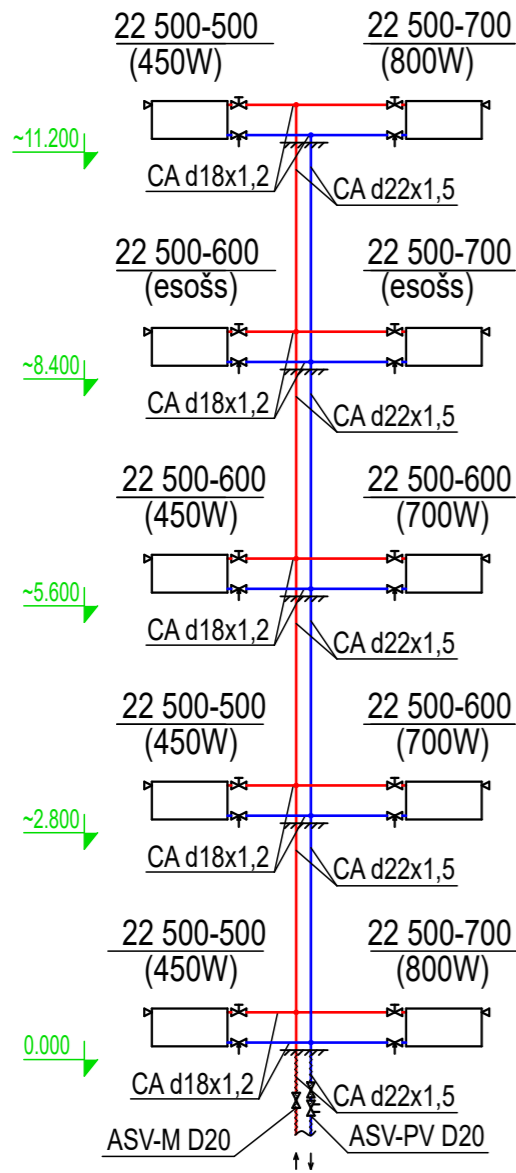 22 500-500
(450W)
22 500-700
(800W)
~11.200
CA d18x1,2
CA d22x1,5
22 500-600
(esošs)
22 500-700
(esošs)
~8.400
CA d18x1,2
CA d22x1,5
22 500-600
(450W)
22 500-600
(700W)
~5.600
CA d18x1,2
CA d22x1,5
22 500-500
(450W)
22 500-600
(700W)
~2.800
CA d18x1,2
CA d22x1,5
22 500-500
(450W)
22 500-700
(800W)
0.000
CA d18x1,2
CA d22x1,5
ASV-M D20
ASV-PV D20